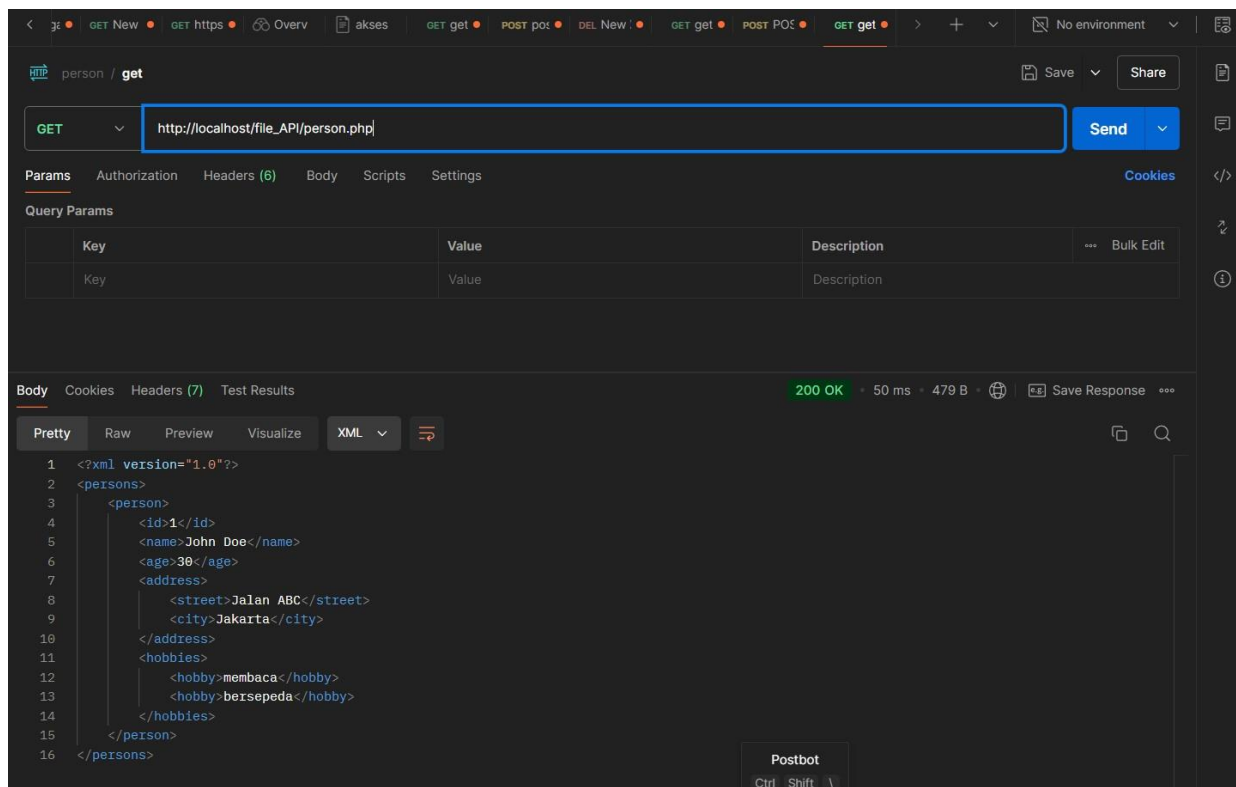 ga GET New GET https Overv akses GET get POST pos DEL New GET get POST POS GET get No environment
HTTP person / get Save Share
GET http://localhost/file_API/person.php Send
Params Authorization Headers (6) Body Scripts Settings Cookies
Query Params
Key Value Description Bulk Edit
Key Value Description
Body Cookies Headers (7) Test Results 200 OK 50 ms 479 B e.g. Save Response
Pretty Raw Preview Visualize XML
1 <?xml version="1.0"?>
2 <persons>
3 <person>
4 <id>1</id>
5 <name>John Doe</name>
6 <age>30</age>
7 <address>
8 <street>Jalan ABC</street>
9 <city>Jakarta</city>
10 </address>
11 <hobbies>
12 <hobby>membaca</hobby>
13 <hobby>bersepeda</hobby>
14 </hobbies>
15 </person>
16 </persons>
Postbot
Ctrl Shift \